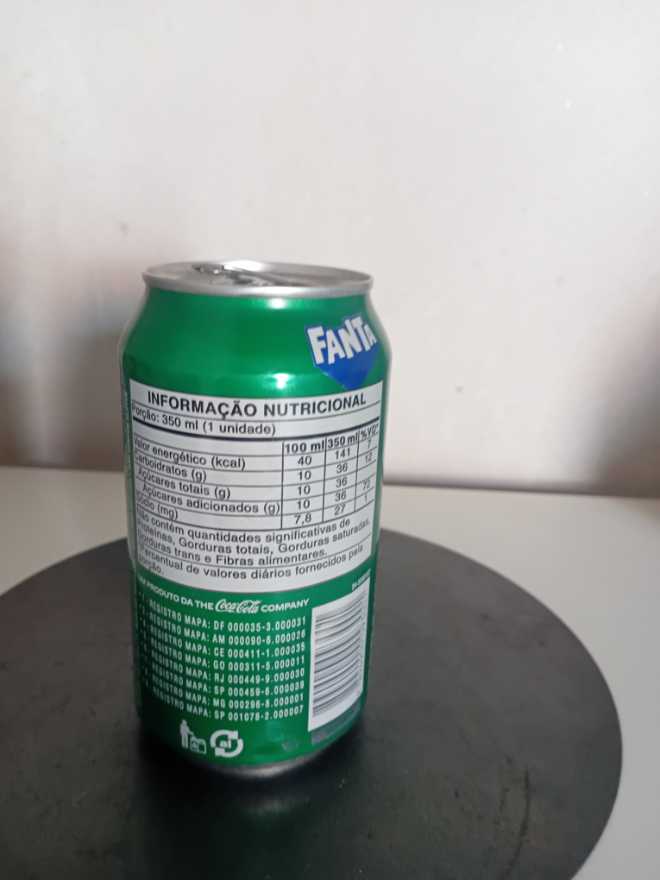 FANTA
INFORMAÇÃO NUTRICIONAL
Porção: 350 ml (1 unidade)
100 ml 350 ml %VD*
Valor energético (kcal) 40 141 7
Carboidratos (g) 10 36 12
Açúcares totais (g) 10 36
Açúcares adicionados (g) 10 36 72
Sódio (mg) 7,8 27 1
Não contém quantidades significativas de
Proteínas, Gorduras totais, Gorduras saturadas,
Gorduras trans e Fibras alimentares.
*Percentual de valores diários fornecidos pela
porção.
UM PRODUTO DA THE Coca-Cola COMPANY
REGISTRO MAPA: DF 000035-3.000031
REGISTRO MAPA: AM 000090-6.000026
REGISTRO MAPA: CE 000411-1.000035
REGISTRO MAPA: GO 000311-5.000011
REGISTRO MAPA: RJ 000449-9.000030
REGISTRO MAPA: SP 000459-6.000039
REGISTRO MAPA: MG 000296-8.000001
REGISTRO MAPA: SP 001078-2.000007
al